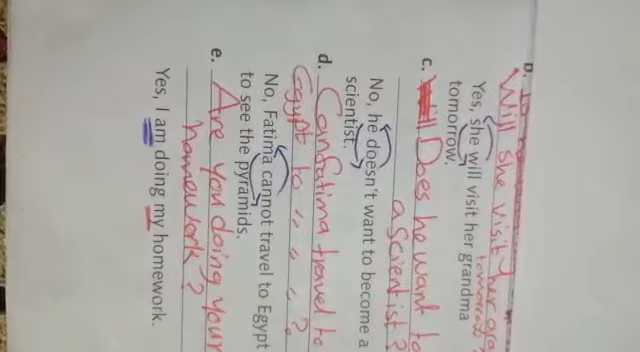 b.
Will she visit her
tomorrow
Yes, she will visit her grandma
tomorrow.
c. Does he want to
a scientist?
No, he doesn't want to become a
scientist.
d. Can fatima travel to
Egypt to " " " ?
No, Fatima cannot travel to Egypt
to see the pyramids.
e. Are you doing your
homework?
Yes, I am doing my homework.